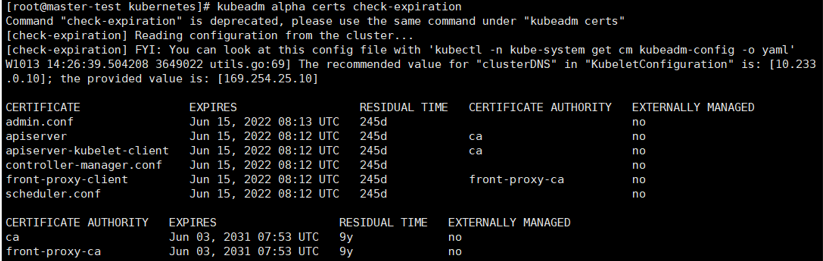 [root@master-test kubernetes]# kubeadm alpha certs check-expiration
Command "check-expiration" is deprecated, please use the same command under "kubeadm certs"
[check-expiration] Reading configuration from the cluster...
[check-expiration] FYI: You can look at this config file with 'kubectl -n kube-system get cm kubeadm-config -o yaml'
W1013 14:26:39.504208 3649022 utils.go:69] The recommended value for "clusterDNS" in "KubeletConfiguration" is: [10.233
.0.10]; the provided value is: [169.254.25.10]
CERTIFICATE EXPIRES RESIDUAL TIME CERTIFICATE AUTHORITY EXTERNALLY MANAGED
admin.conf Jun 15, 2022 08:13 UTC 245d no
apiserver Jun 15, 2022 08:12 UTC 245d ca no
apiserver-kubelet-client Jun 15, 2022 08:12 UTC 245d ca no
controller-manager.conf Jun 15, 2022 08:12 UTC 245d no
front-proxy-client Jun 15, 2022 08:12 UTC 245d front-proxy-ca no
scheduler.conf Jun 15, 2022 08:12 UTC 245d no
CERTIFICATE AUTHORITY EXPIRES RESIDUAL TIME EXTERNALLY MANAGED
ca Jun 03, 2031 07:53 UTC 9y no
front-proxy-ca Jun 03, 2031 07:53 UTC 9y no